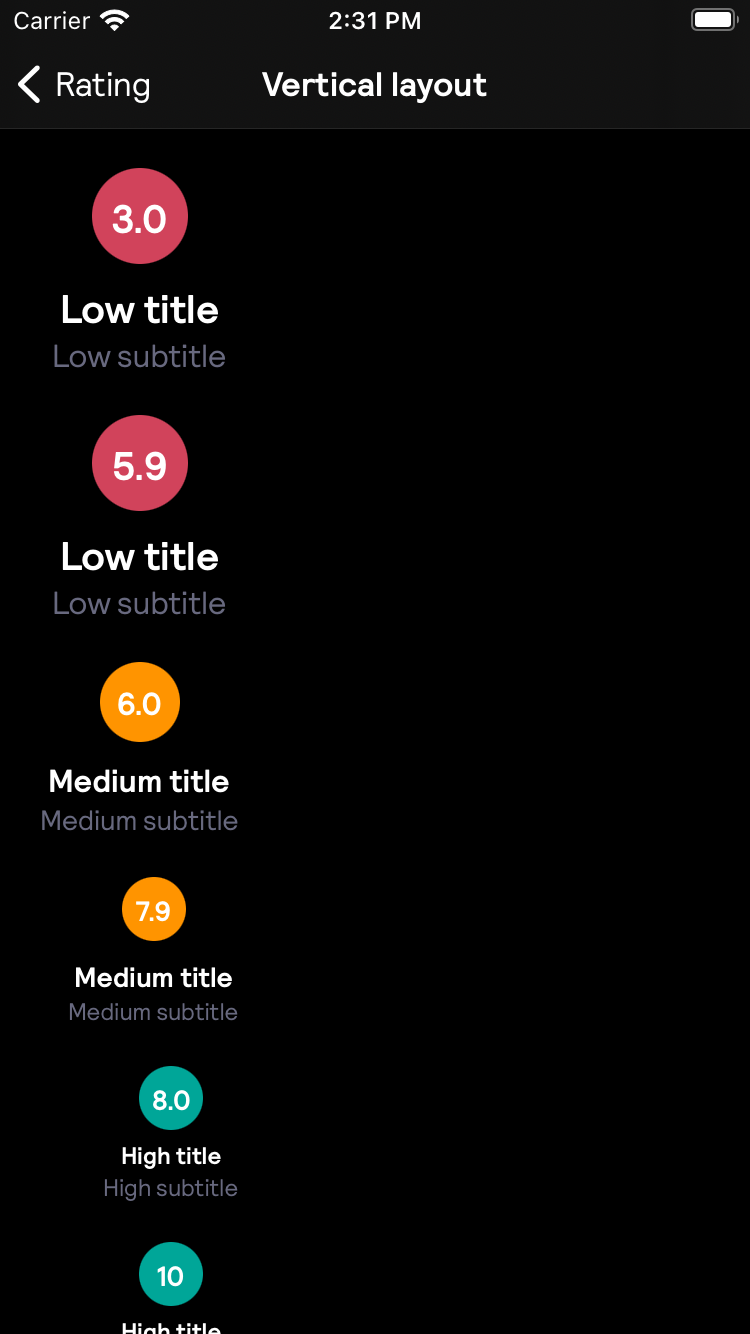 Carrier 2:31 PM
Rating Vertical layout
3.0
Low title
Low subtitle
5.9
Low title
Low subtitle
6.0
Medium title
Medium subtitle
7.9
Medium title
Medium subtitle
8.0
High title
High subtitle
10
High title